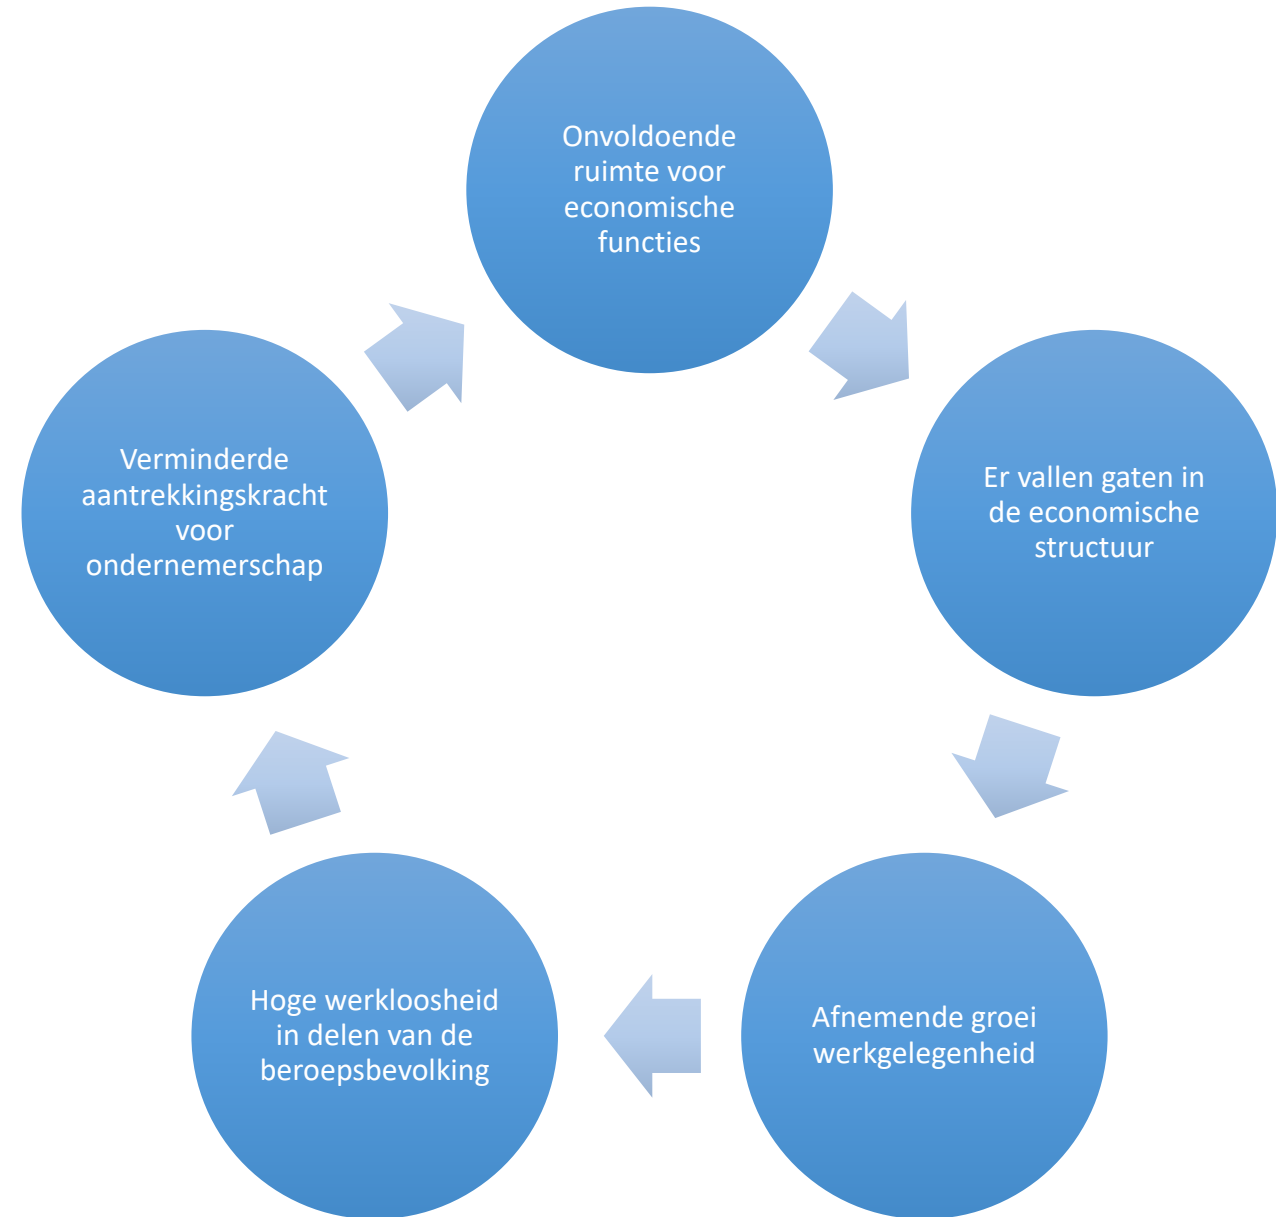 Onvoldoende
ruimte voor
economische
functies
Er vallen gaten in
de economische
structuur
Afnemende groei
werkgelegenheid
Hoge werkloosheid
in delen van de
beroepsbevolking
Verminderde
aantrekkingskracht
voor
ondernemerschap